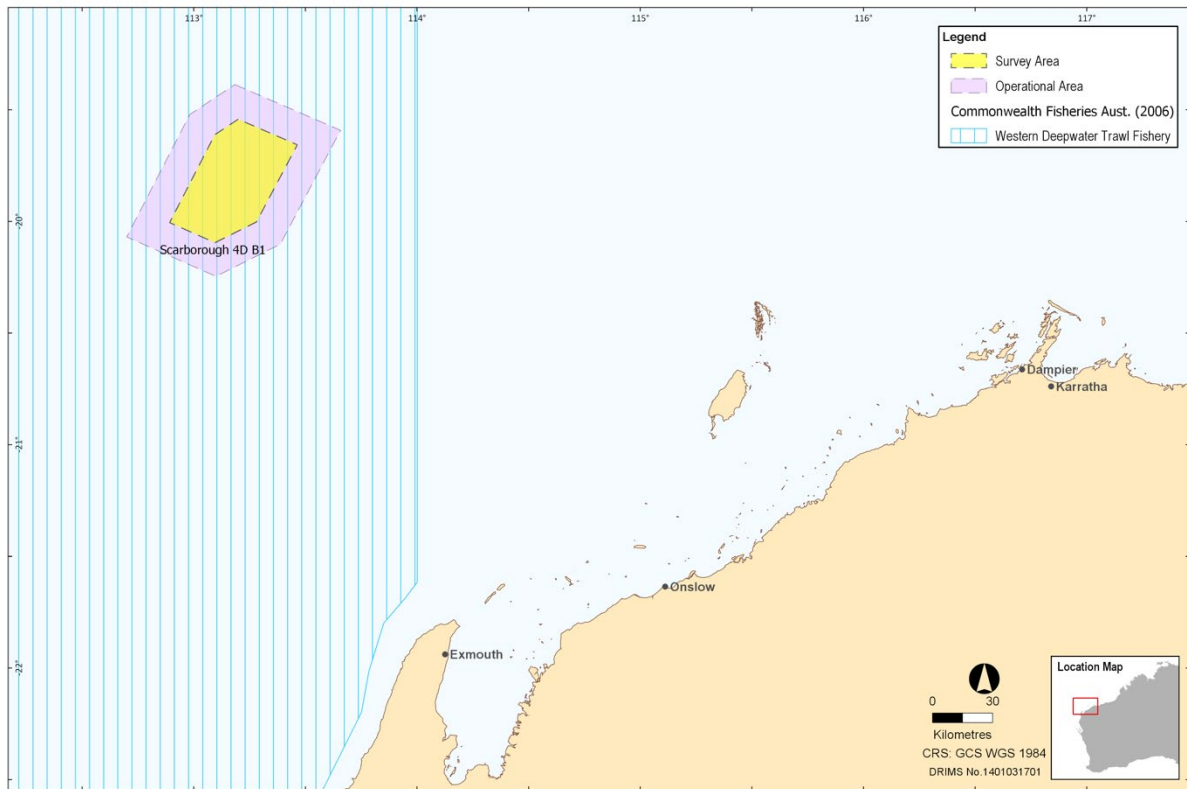 113°
114°
115°
116°
117°
Legend
Survey Area
Operational Area
Commonwealth Fisheries Aust. (2006)
Western Deepwater Trawl Fishery
-20°
Scarborough 4D B1
Dampier
Karratha
-21°
Onslow
Exmouth
-22°
Location Map
0 30
Kilometres
CRS: GCS WGS 1984
DRIMS No.1401031701